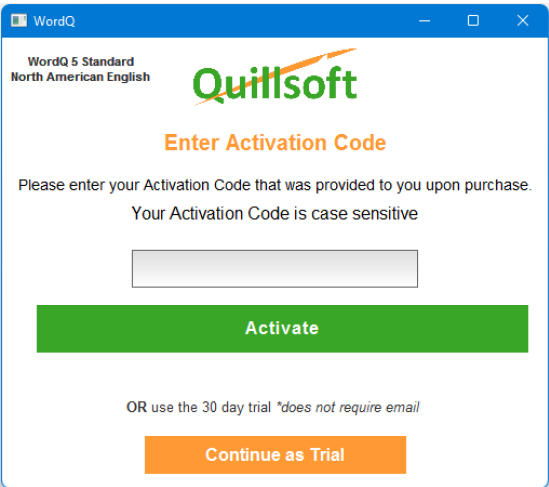 WordQ
WordQ 5 Standard
North American English
Quillsoft
Enter Activation Code
Please enter your Activation Code that was provided to you upon purchase.
Your Activation Code is case sensitive
Activate
OR use the 30 day trial *does not require email
Continue as Trial